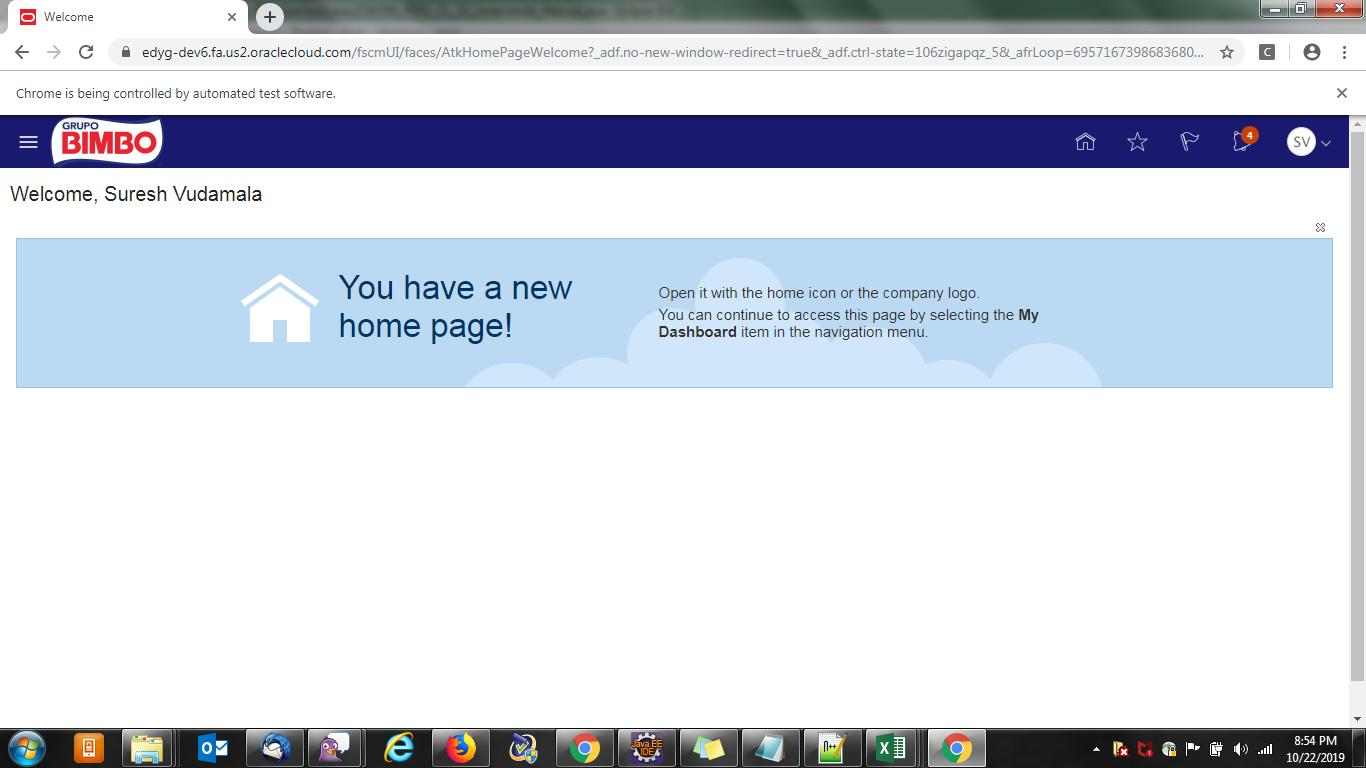 Welcome
edyg-dev6.fa.us2.oraclecloud.com/fscmUI/faces/AtkHomePageWelcome?_adf.no-new-window-redirect=true&_adf.ctrl-state=106zigapqz_5&_afrLoop=6957167398683680...
C
Chrome is being controlled by automated test software.
GRUPO
BIMBO
4
SV
Welcome, Suresh Vudamala
You have a new
home page!
Open it with the home icon or the company logo.
You can continue to access this page by selecting the My
Dashboard item in the navigation menu.
Java EE
IDE
n++
8:54 PM
10/22/2019